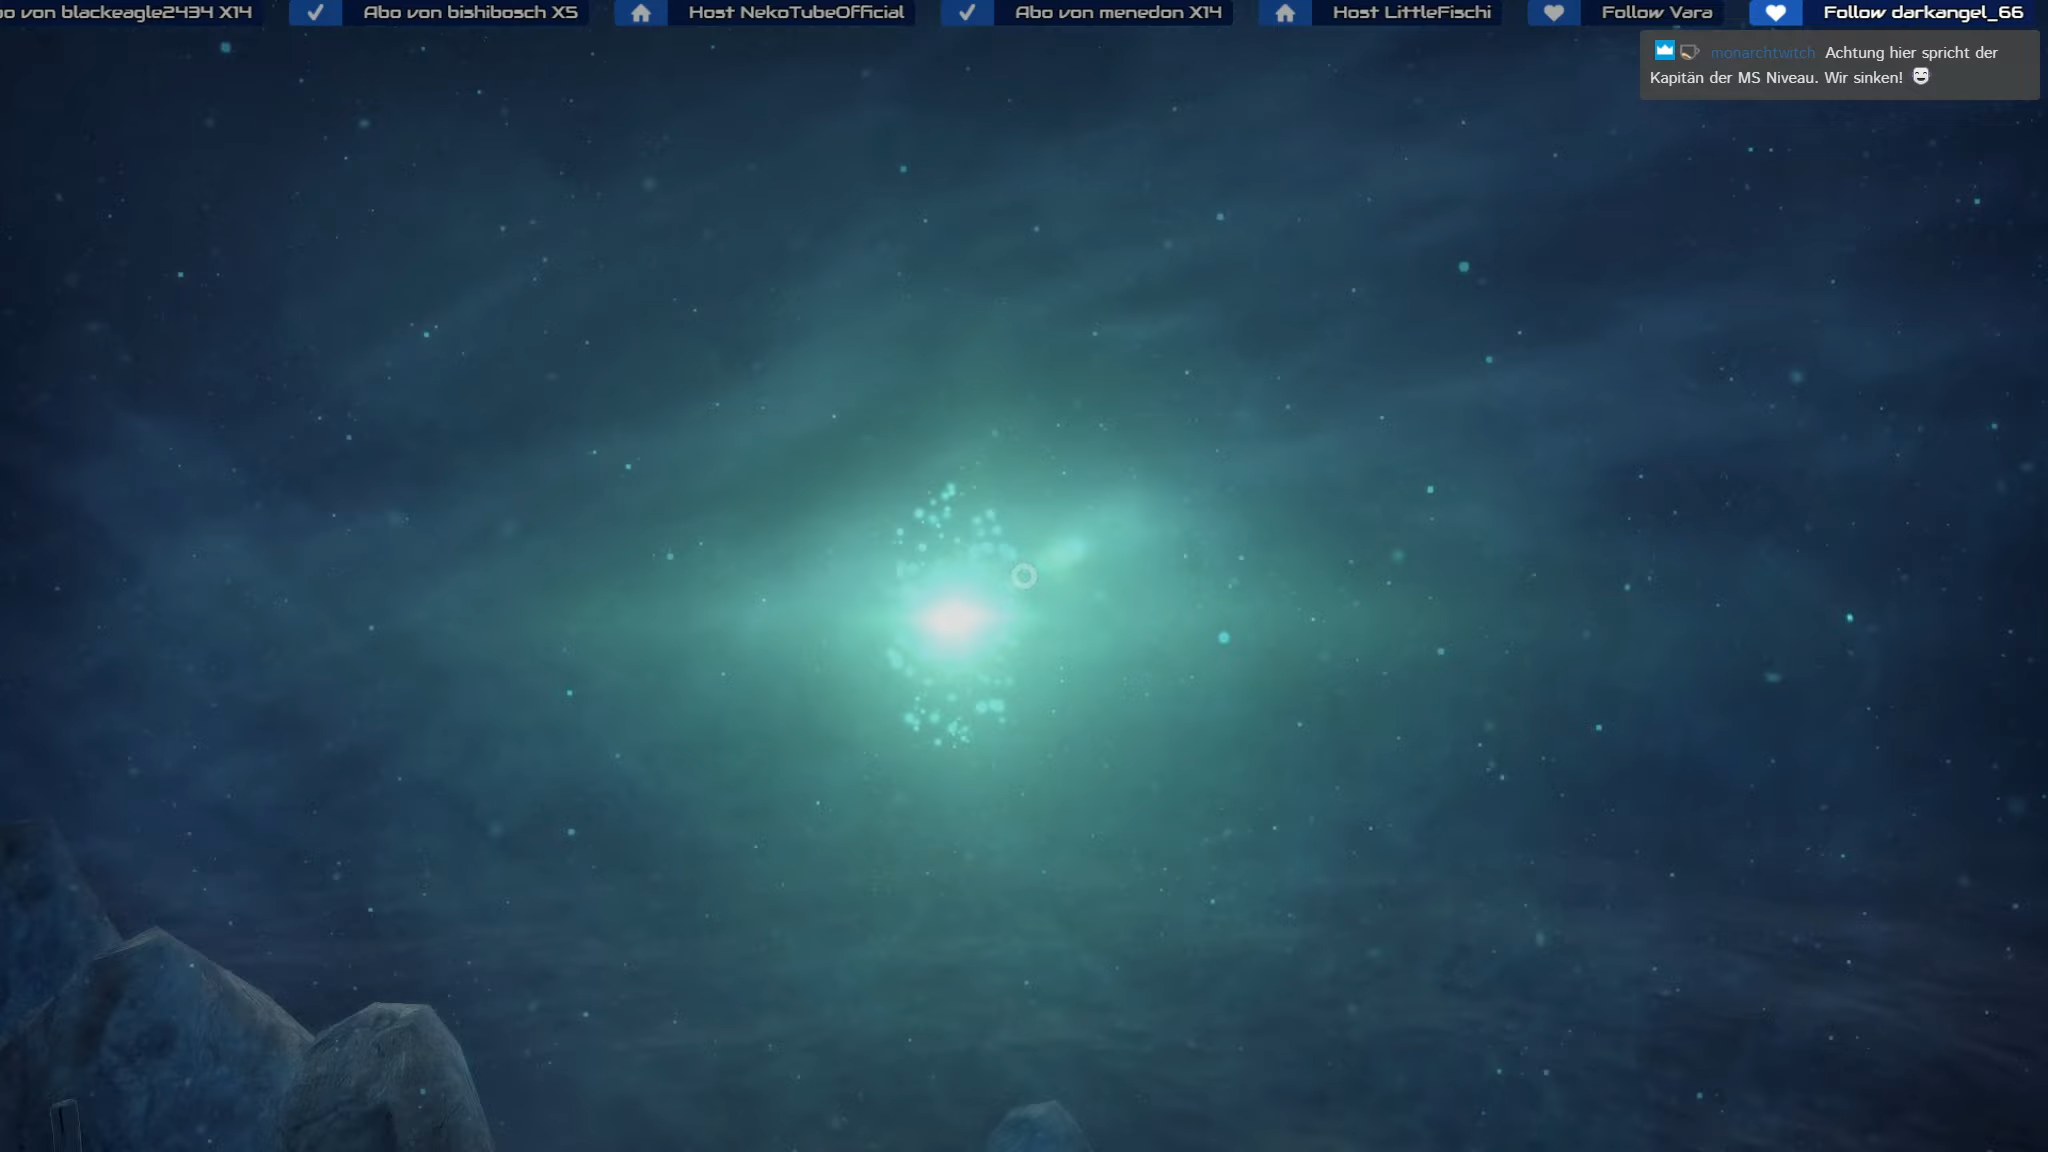 von blackeagle2434 X14
Abo von bishibosch X5
Host NekoTubeOfficial
Abo von menedon X14
Host LittleFischi
Follow Vara
Follow darkangel_66
monarchtwitch Achtung hier spricht der
Kapitän der MS Niveau. Wir sinken!